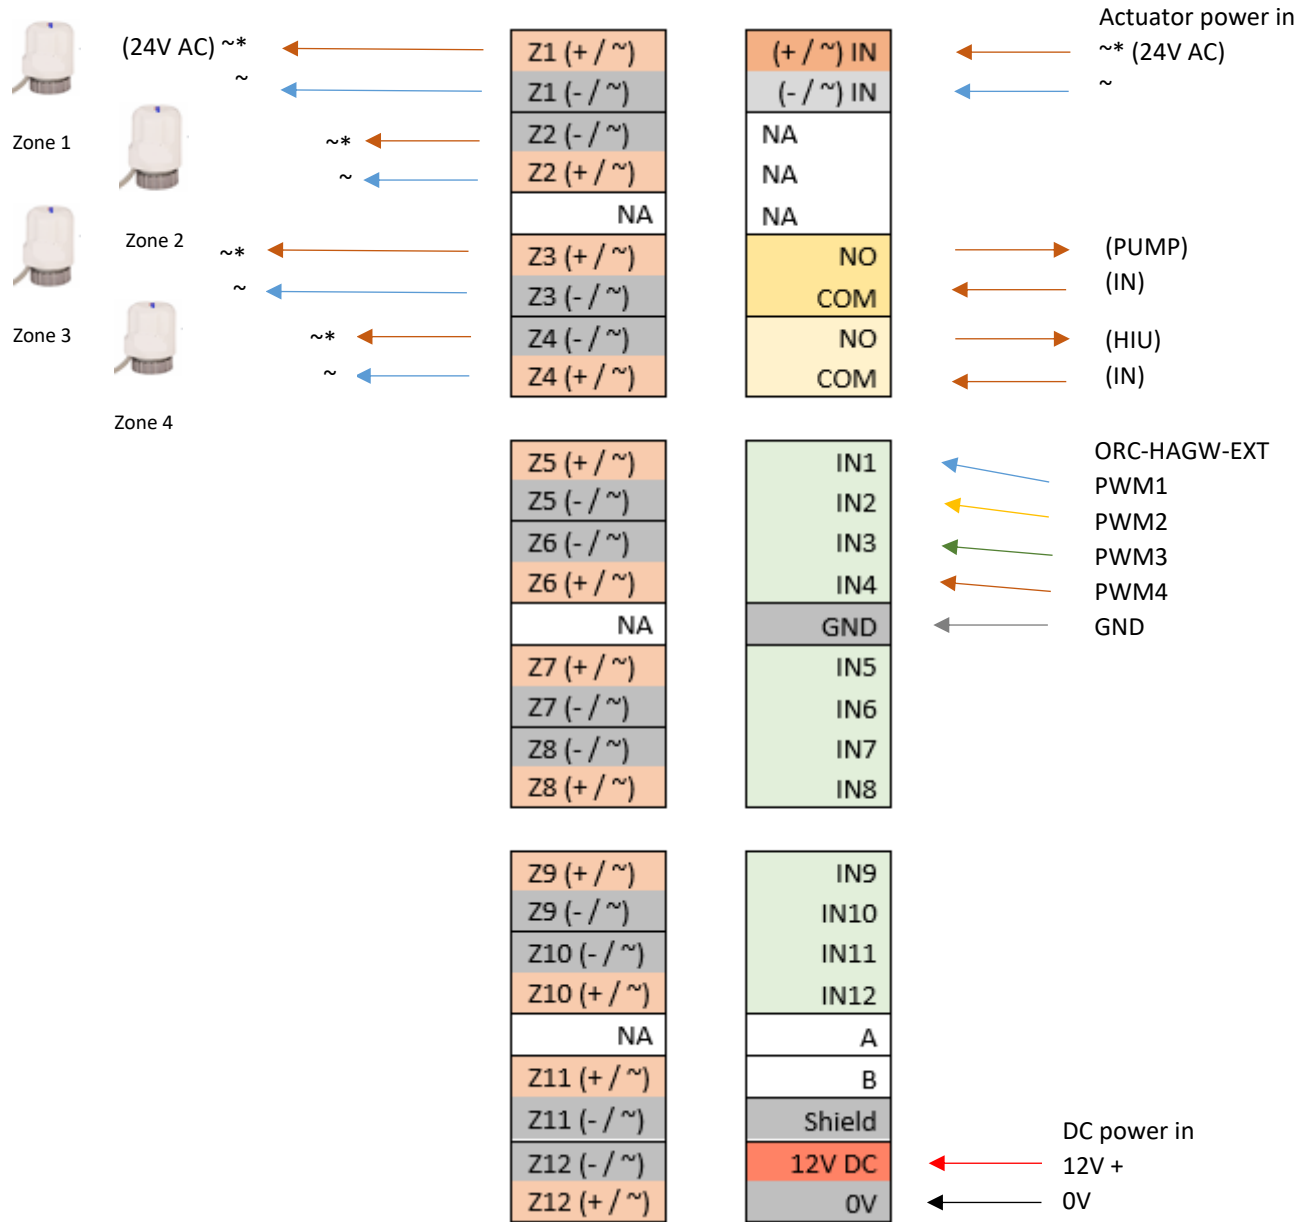 Actuator power in
(24V AC) ~* Z1 (+ / ~) (+ / ~) IN ~* (24V AC)
~ Z1 (- / ~) (- / ~) IN ~
Zone 1 ~* Z2 (- / ~) NA
~ Z2 (+ / ~) NA
NA NA
Zone 2
~* Z3 (+ / ~) NO (PUMP)
~ Z3 (- / ~) COM (IN)
Zone 3 ~* Z4 (- / ~) NO (HIU)
~ Z4 (+ / ~) COM (IN)
Zone 4
Z5 (+ / ~) IN1 ORC-HAGW-EXT
PWM1
Z5 (- / ~) IN2 PWM2
Z6 (- / ~) IN3 PWM3
Z6 (+ / ~) IN4 PWM4
NA GND GND
Z7 (+ / ~) IN5
Z7 (- / ~) IN6
Z8 (- / ~) IN7
Z8 (+ / ~) IN8
Z9 (+ / ~) IN9
Z9 (- / ~) IN10
Z10 (- / ~) IN11
Z10 (+ / ~) IN12
NA A
Z11 (+ / ~) B
Z11 (- / ~) Shield
DC power in
Z12 (- / ~) 12V DC 12V +
Z12 (+ / ~) 0V 0V